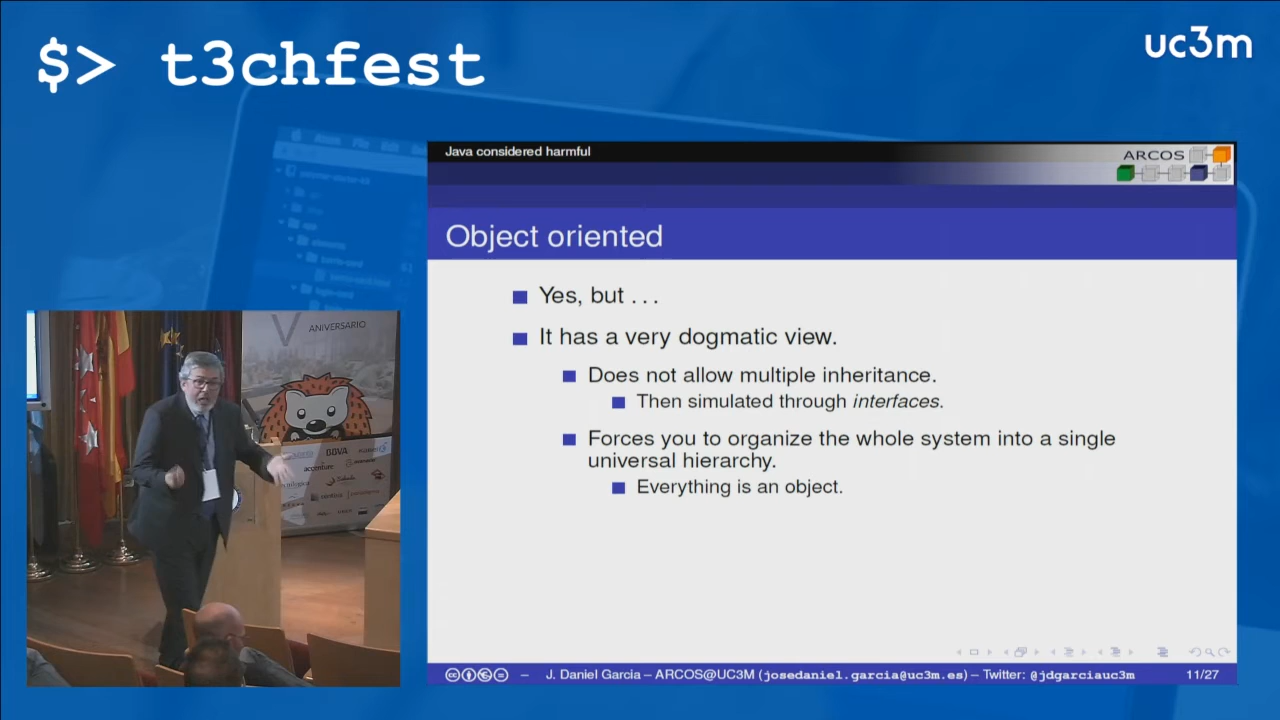 $> t3chfest
uc3m
Java considered harmful
ARCOS
Object oriented
Yes, but . . .
It has a very dogmatic view.
Does not allow multiple inheritance.
Then simulated through interfaces.
Forces you to organize the whole system into a single
universal hierarchy.
Everything is an object.
J. Daniel Garcia – ARCOS@UC3M (josedaniel.garcia@uc3m.es) – Twitter: @jdgarciauc3m
11/27
V
ANIVERSARIO
BBVA
accenture